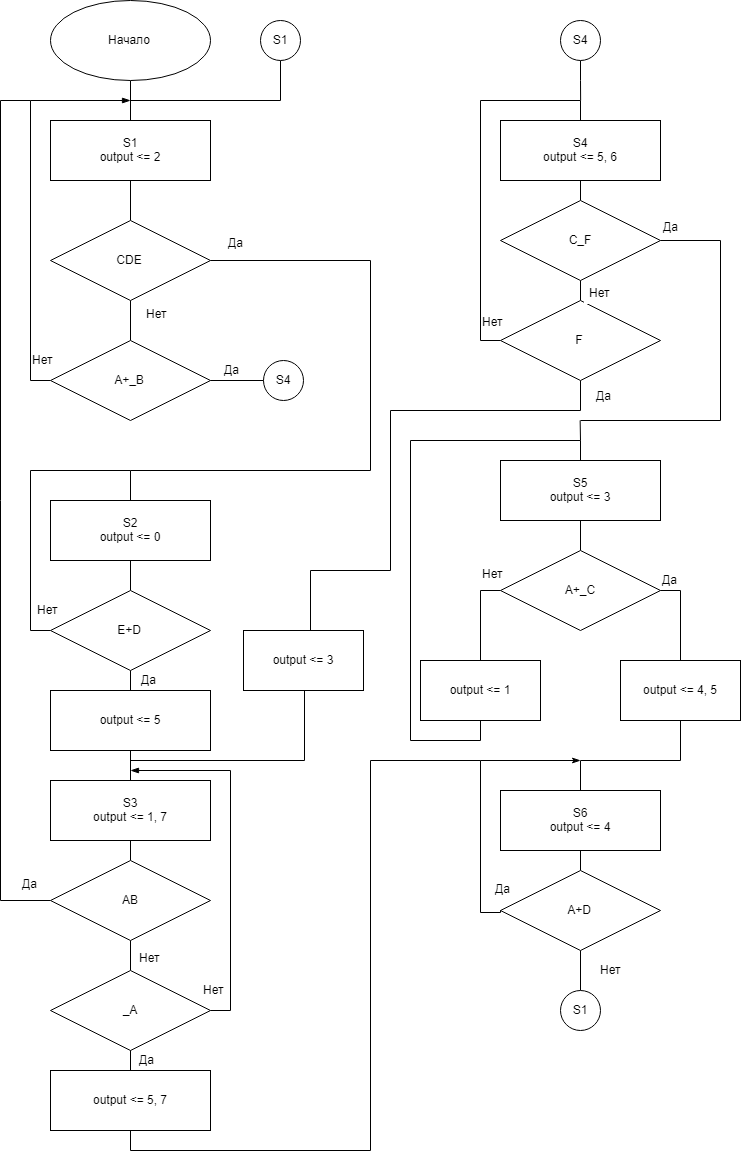 Начало
S1
S1
output <= 2
CDE
Да
Нет
A+_B
Нет
Да
S4
S2
output <= 0
E+D
Нет
Да
output <= 5
output <= 3
S3
output <= 1, 7
AB
Да
Нет
_A
Нет
Да
output <= 5, 7
S4
S4
output <= 5, 6
C_F
Да
Нет
F
Нет
Да
S5
output <= 3
A+_C
Нет
Да
output <= 1
output <= 4, 5
S6
output <= 4
A+D
Да
Нет
S1